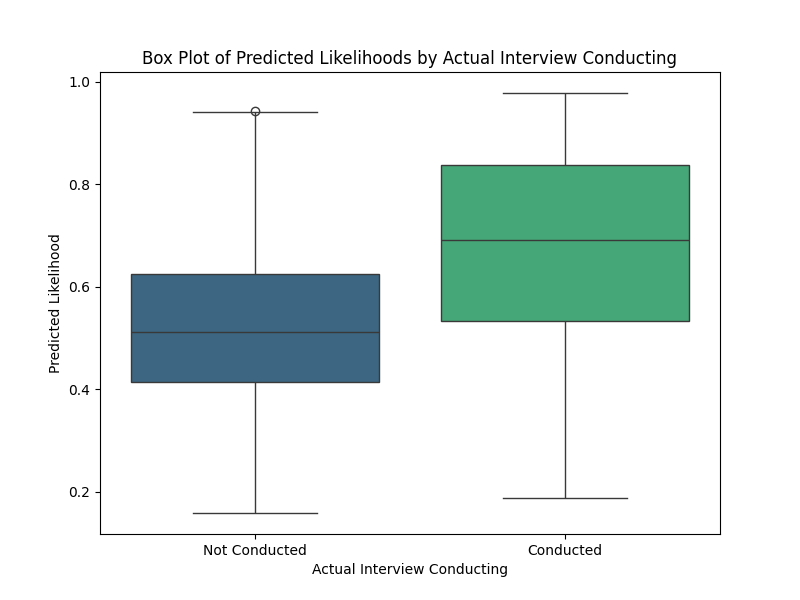 Box Plot of Predicted Likelihoods by Actual Interview Conducting
1.0
0.8
0.6
0.4
0.2
Predicted Likelihood
Not Conducted
Conducted
Actual Interview Conducting